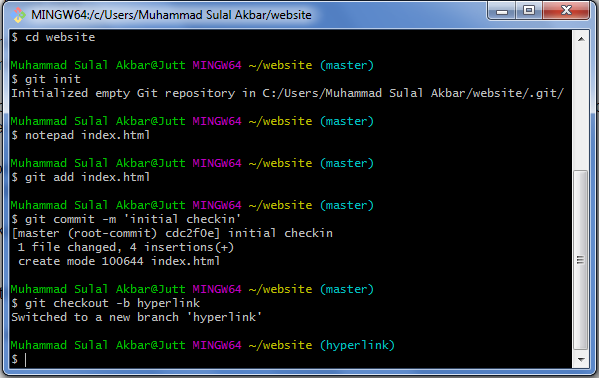 MINGW64:/c/Users/Muhammad Sulal Akbar/website
$ cd website
Muhammad Sulal Akbar@Jutt MINGW64 ~/website (master)
$ git init
Initialized empty Git repository in C:/Users/Muhammad Sulal Akbar/website/.git/
Muhammad Sulal Akbar@Jutt MINGW64 ~/website (master)
$ notepad index.html
Muhammad Sulal Akbar@Jutt MINGW64 ~/website (master)
$ git add index.html
Muhammad Sulal Akbar@Jutt MINGW64 ~/website (master)
$ git commit -m 'initial checkin'
[master (root-commit) cdc2f0e] initial checkin
 1 file changed, 4 insertions(+)
 create mode 100644 index.html
Muhammad Sulal Akbar@Jutt MINGW64 ~/website (master)
$ git checkout -b hyperlink
Switched to a new branch 'hyperlink'
Muhammad Sulal Akbar@Jutt MINGW64 ~/website (hyperlink)
$